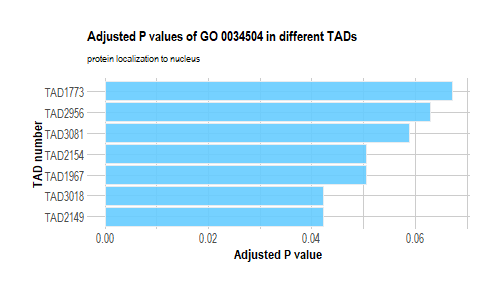 Adjusted P values of GO 0034504 in different TADs
protein localization to nucleus
TAD number
TAD1773
TAD2956
TAD3081
TAD2154
TAD1967
TAD3018
TAD2149
0.00 0.02 0.04 0.06
Adjusted P value